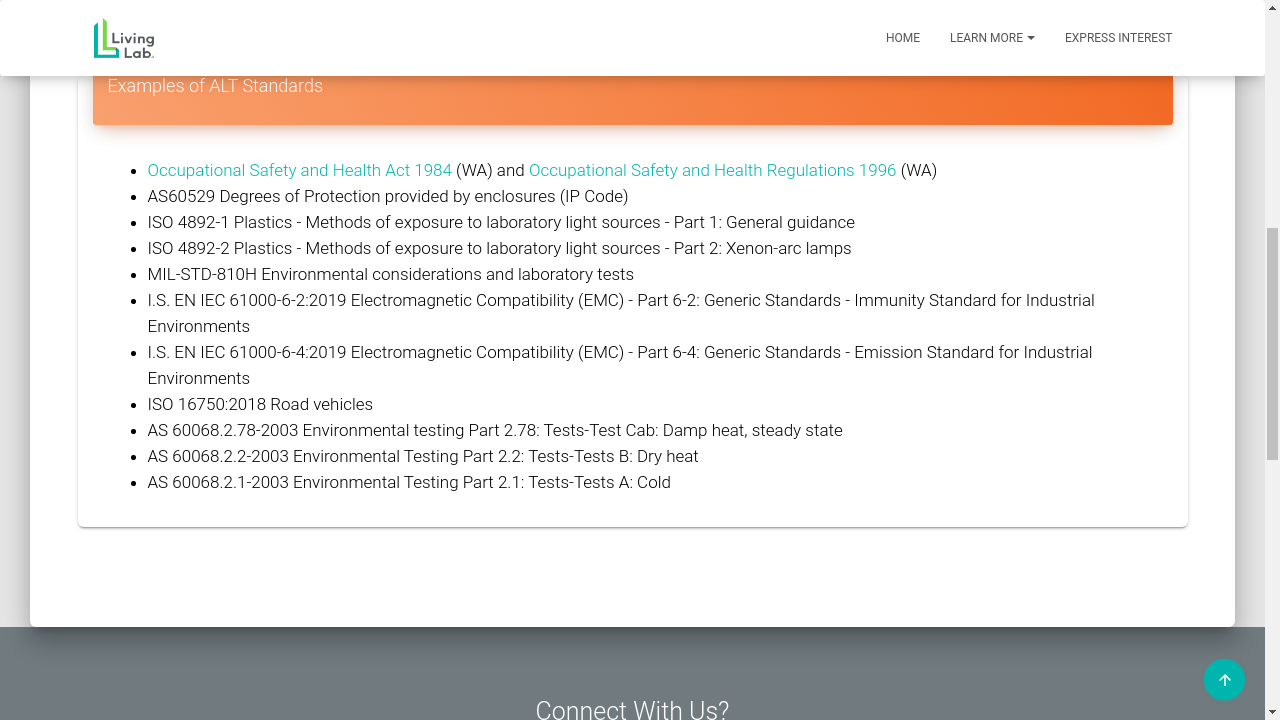 Living
Lab.
HOME
LEARN MORE
EXPRESS INTEREST
Examples of ALT Standards
Occupational Safety and Health Act 1984 (WA) and Occupational Safety and Health Regulations 1996 (WA)
AS60529 Degrees of Protection provided by enclosures (IP Code)
ISO 4892-1 Plastics - Methods of exposure to laboratory light sources - Part 1: General guidance
ISO 4892-2 Plastics - Methods of exposure to laboratory light sources - Part 2: Xenon-arc lamps
MIL-STD-810H Environmental considerations and laboratory tests
I.S. EN IEC 61000-6-2:2019 Electromagnetic Compatibility (EMC) - Part 6-2: Generic Standards - Immunity Standard for Industrial
Environments
I.S. EN IEC 61000-6-4:2019 Electromagnetic Compatibility (EMC) - Part 6-4: Generic Standards - Emission Standard for Industrial
Environments
ISO 16750:2018 Road vehicles
AS 60068.2.78-2003 Environmental testing Part 2.78: Tests-Test Cab: Damp heat, steady state
AS 60068.2.2-2003 Environmental Testing Part 2.2: Tests-Tests B: Dry heat
AS 60068.2.1-2003 Environmental Testing Part 2.1: Tests-Tests A: Cold
Connect With Us?